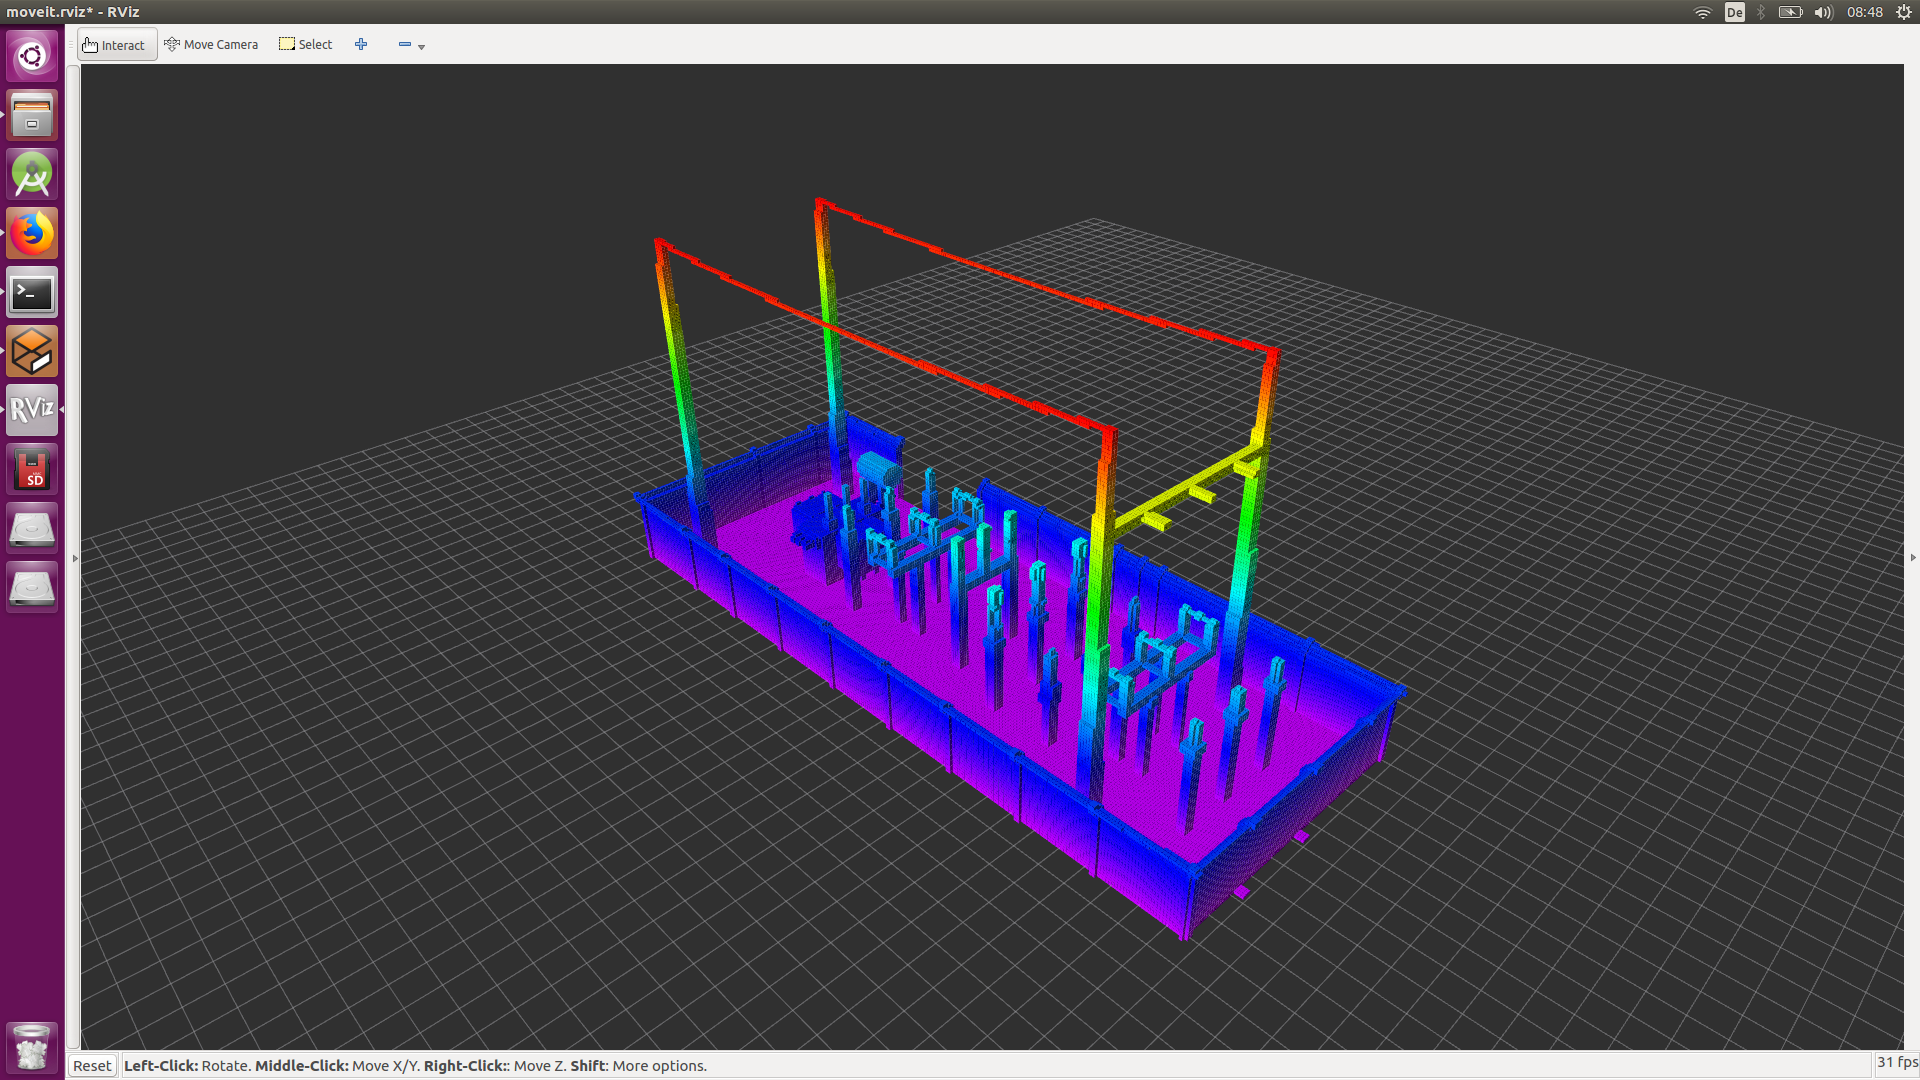 moveit.rviz* - RViz
De
08:48
Interact
Move Camera
Select
>_
RViz
SD
Reset
Left-Click: Rotate. Middle-Click: Move X/Y. Right-Click:: Move Z. Shift: More options.
31 fps